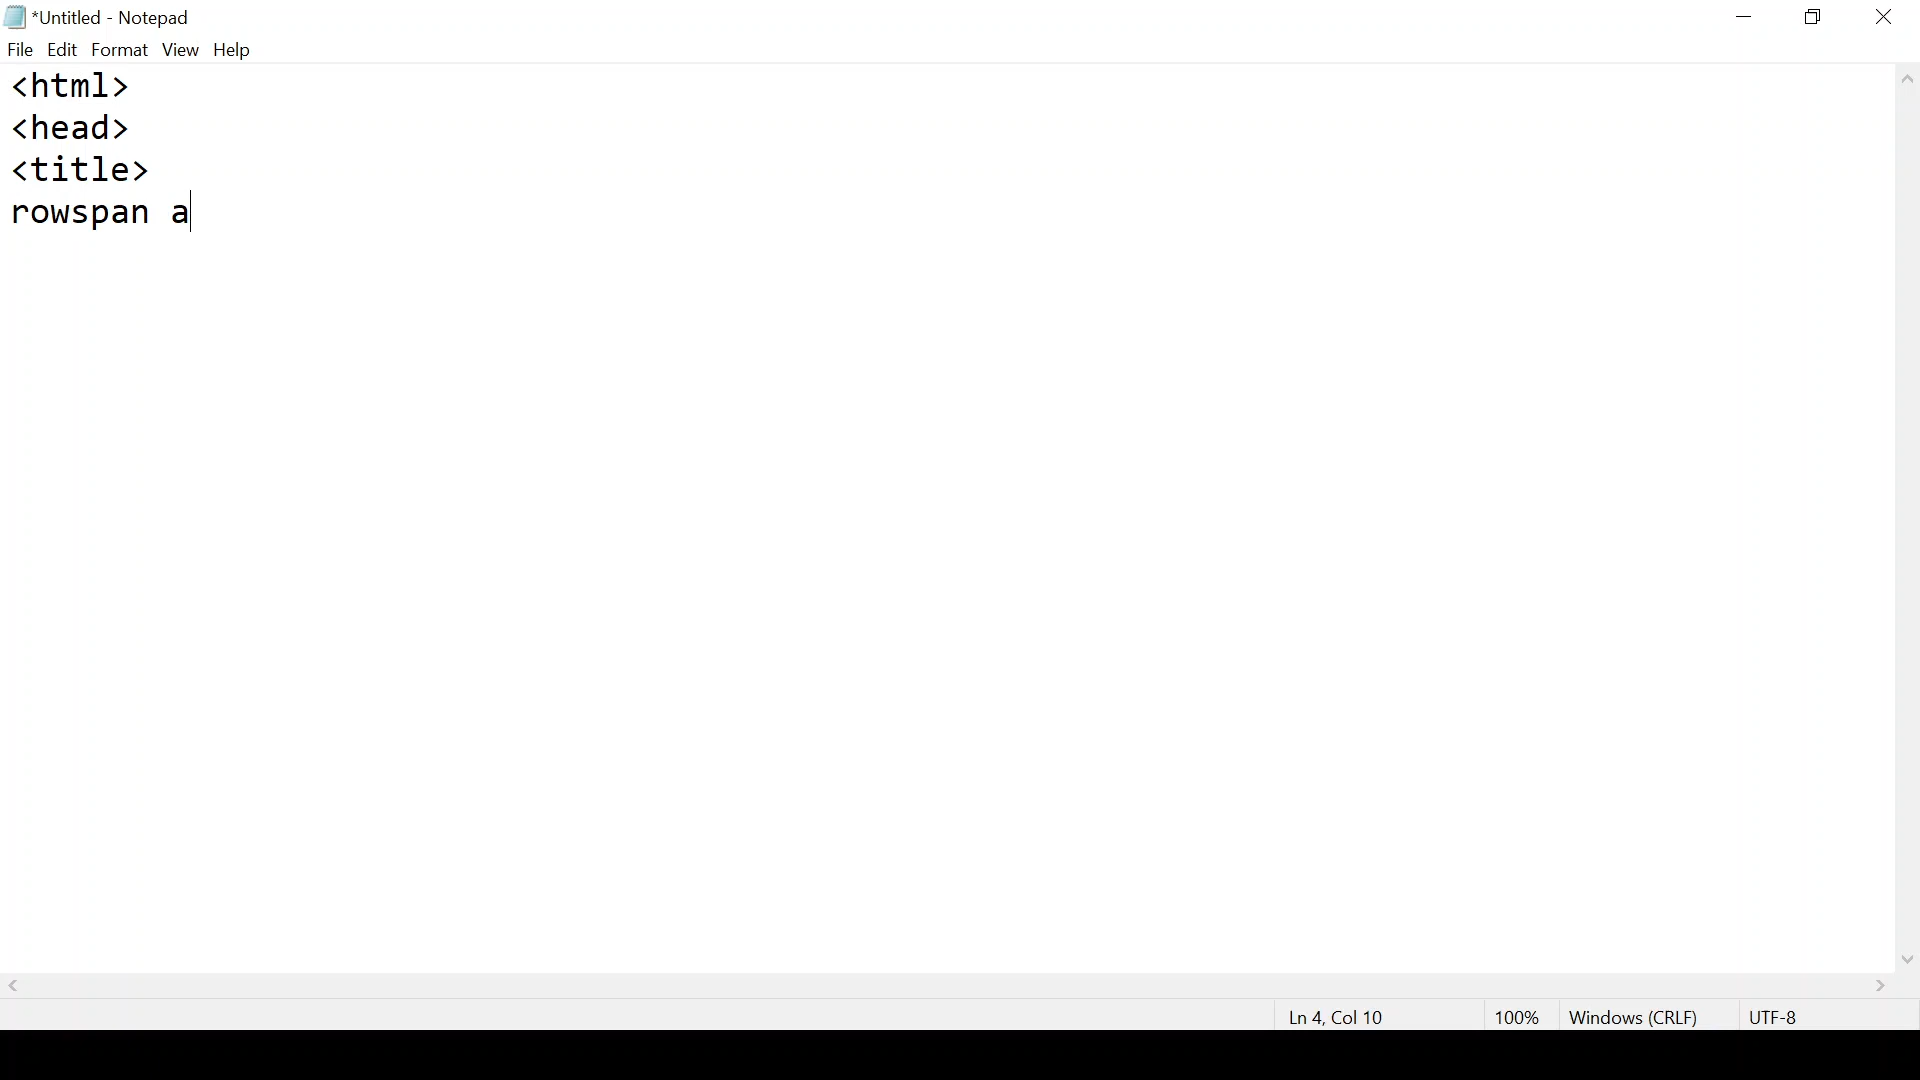 *Untitled - Notepad
File Edit Format View Help
<html>
<head>
<title>
rowspan a
Ln 4, Col 10 100% Windows (CRLF) UTF-8